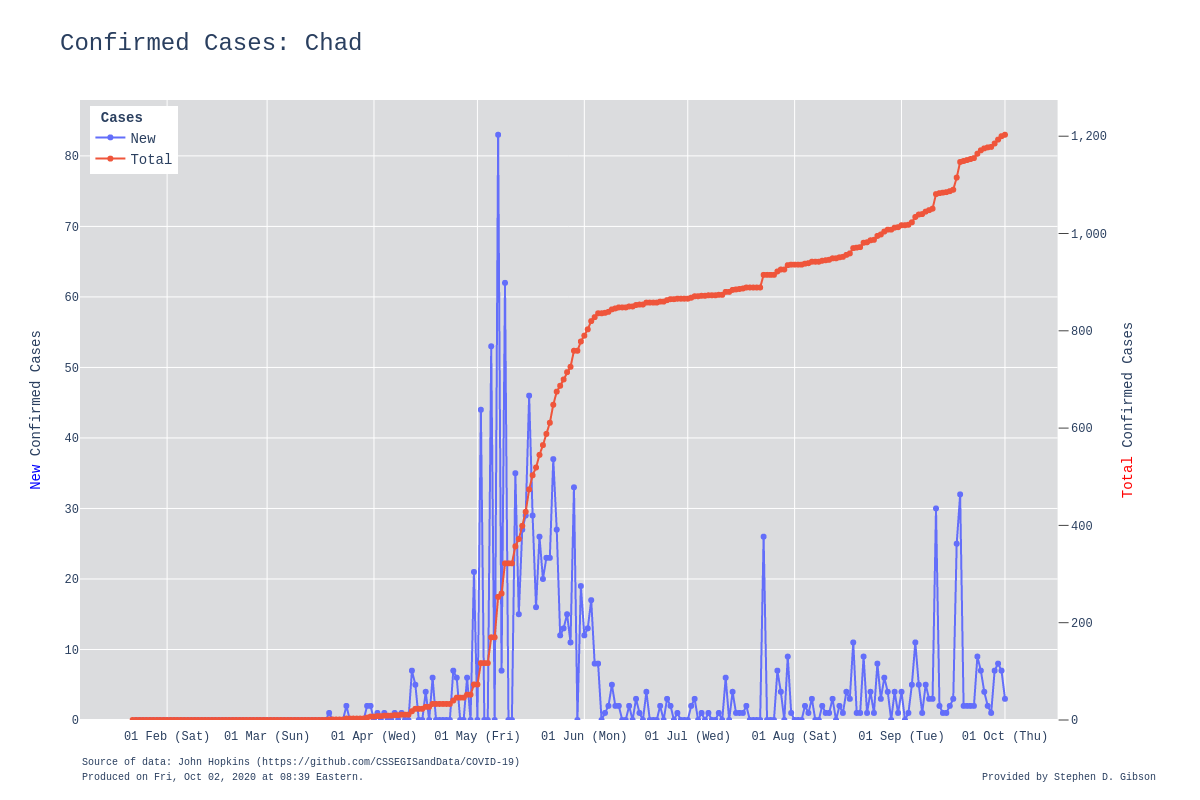 Confirmed Cases: Chad
Cases
New
Total
80
70
60
50
40
30
20
10
0
1,200
1,000
800
600
400
200
0
New Confirmed Cases
Total Confirmed Cases
01 Feb (Sat) 01 Mar (Sun) 01 Apr (Wed) 01 May (Fri) 01 Jun (Mon) 01 Jul (Wed) 01 Aug (Sat) 01 Sep (Tue) 01 Oct (Thu)
Source of data: John Hopkins (https://github.com/CSSEGISandData/COVID-19)
Produced on Fri, Oct 02, 2020 at 08:39 Eastern.
Provided by Stephen D. Gibson